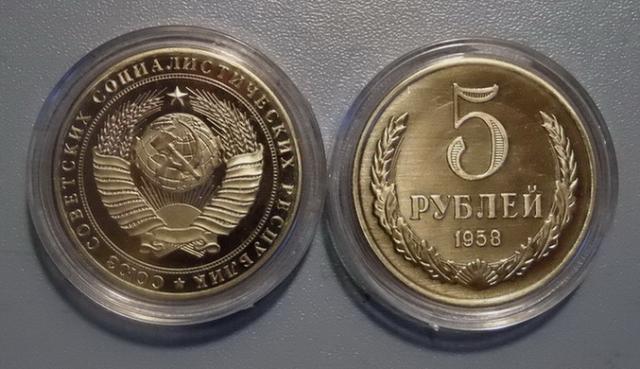 СОЮЗ СОВЕТСКИХ СОЦИАЛИСТИЧЕСКИХ РЕСПУБЛИК
5
РУБЛЕЙ
1958